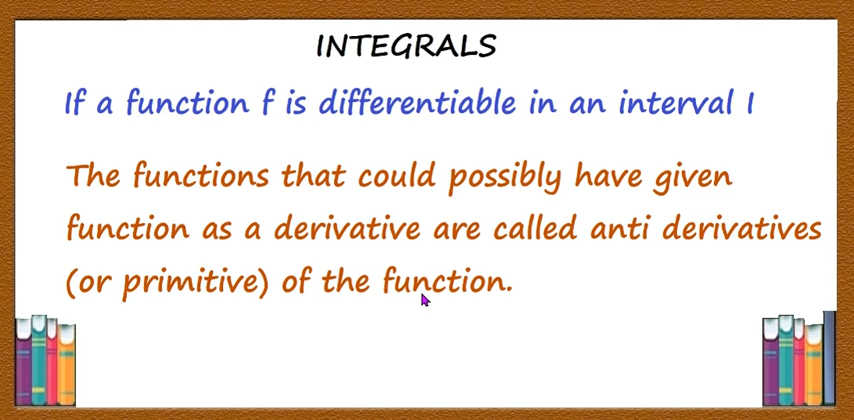 INTEGRALS
If a function f is differentiable in an interval I
The functions that could possibly have given
function as a derivative are called anti derivatives
(or primitive) of the function.